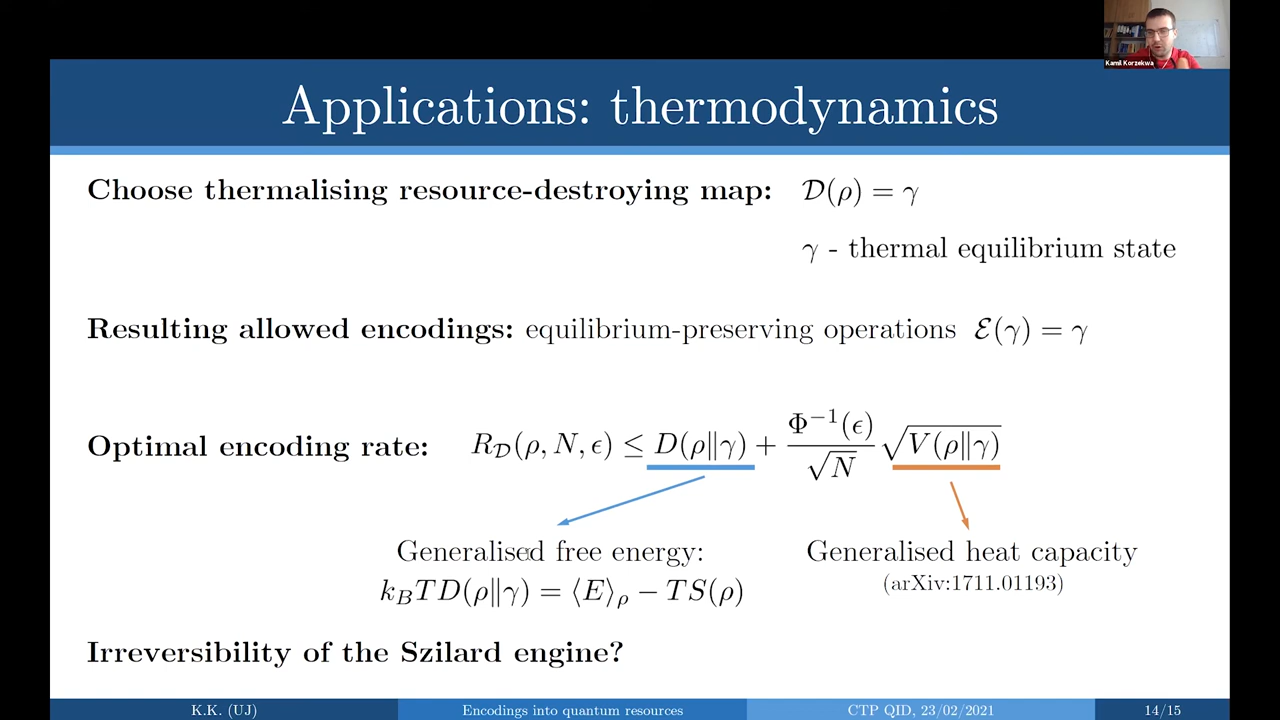 Kamil Korzekwa
Applications: thermodynamics
Choose thermalising resource-destroying map: 𝒟(ρ) = γ
γ - thermal equilibrium state
Resulting allowed encodings: equilibrium-preserving operations ℰ(γ) = γ
Optimal encoding rate: R_𝒟(ρ, N, ϵ) ≤ D(ρ‖γ) + Φ⁻¹(ϵ)/√N √V(ρ‖γ)
Generalised free energy: Generalised heat capacity
k_BTD(ρ‖γ) = ⟨E⟩_ρ − TS(ρ) (arXiv:1711.01193)
Irreversibility of the Szilard engine?
K.K. (UJ) Encodings into quantum resources CTP QID, 23/02/2021 14/15